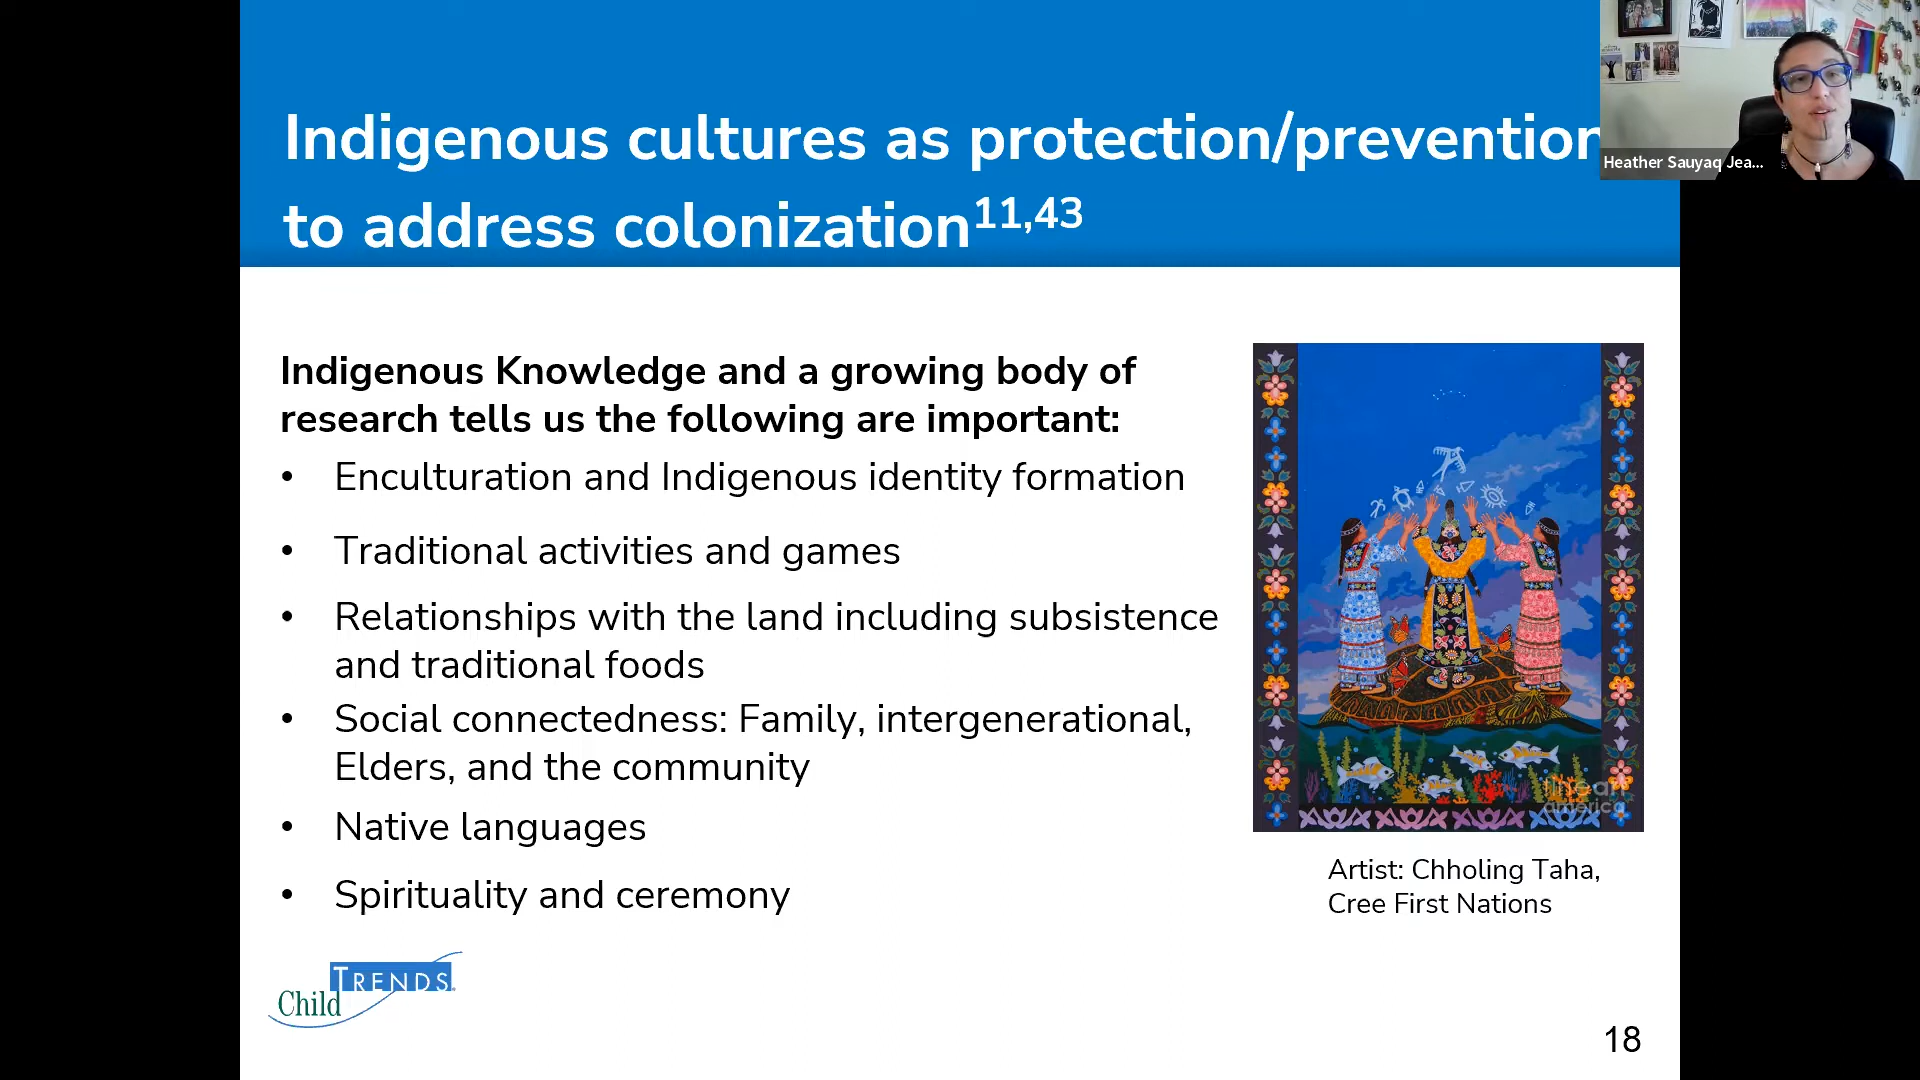 Indigenous cultures as protection/prevention
to address colonization11,43
Heather Sauyaq Jea...
Indigenous Knowledge and a growing body of
research tells us the following are important:
• Enculturation and Indigenous identity formation
• Traditional activities and games
• Relationships with the land including subsistence
and traditional foods
• Social connectedness: Family, intergenerational,
Elders, and the community
• Native languages
• Spirituality and ceremony
fine art
america
Artist: Chholing Taha,
Cree First Nations
Child TRENDS
18